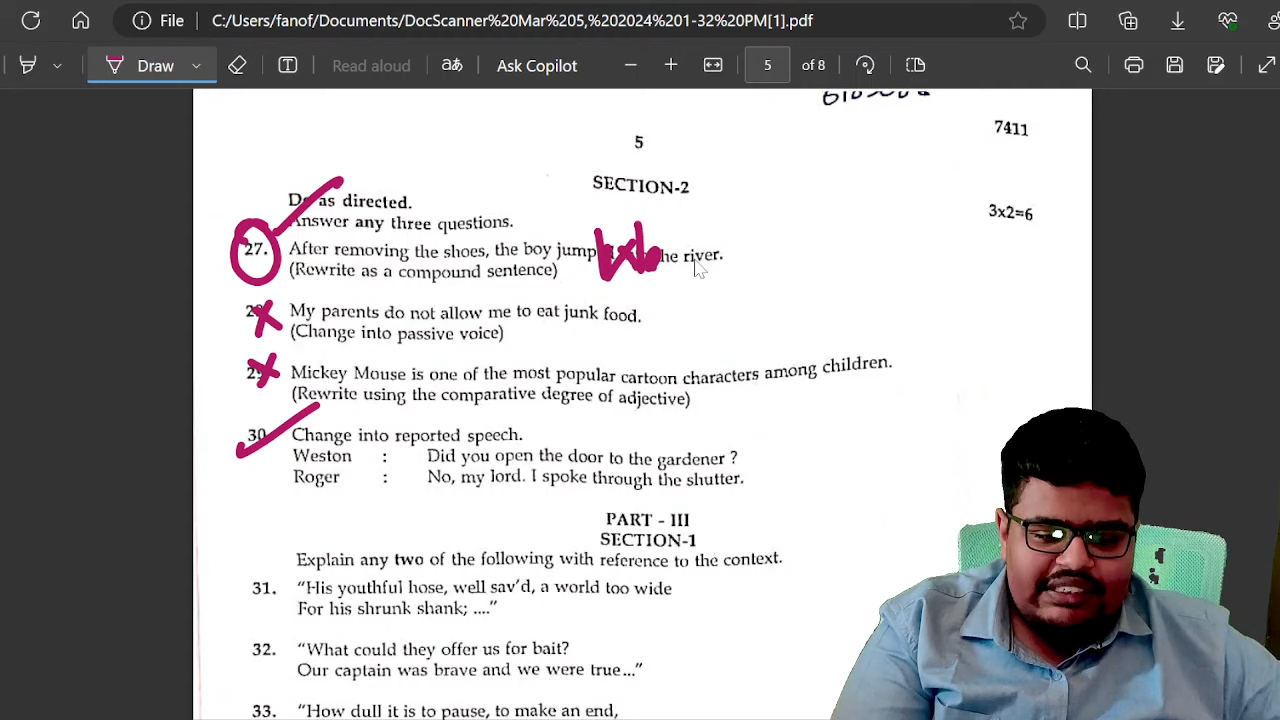 File C:/Users/fanof/Documents/DocScanner%20Mar%205,%202024%201-32%20PM[1].pdf
Draw Read aloud aあ Ask Copilot 5 of 8
7411
5
SECTION-2
Do as directed.
Answer any three questions. 3x2=6
27. After removing the shoes, the boy jump the river.
(Rewrite as a compound sentence)
My parents do not allow me to eat junk food.
(Change into passive voice)
Mickey Mouse is one of the most popular cartoon characters among children.
(Rewrite using the comparative degree of adjective)
30. Change into reported speech.
Weston : Did you open the door to the gardener ?
Roger : No, my lord. I spoke through the shutter.
PART - III
SECTION-1
Explain any two of the following with reference to the context.
31. "His youthful hose, well sav'd, a world too wide
For his shrunk shank; ...."
32. "What could they offer us for bait?
Our captain was brave and we were true..."
33. "How dull it is to pause, to make an end,